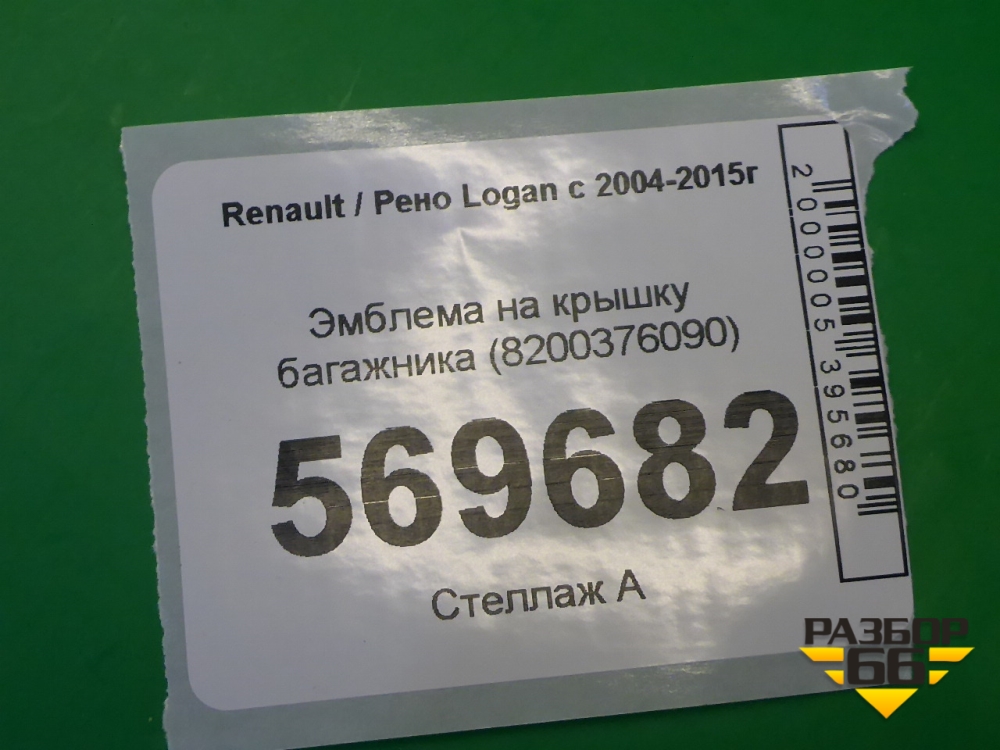 Renault / Рено Logan с 2004-2015г
Эмблема на крышку
багажника (8200376090)
569682
Стеллаж А
2000005395680
РАЗБОР
66